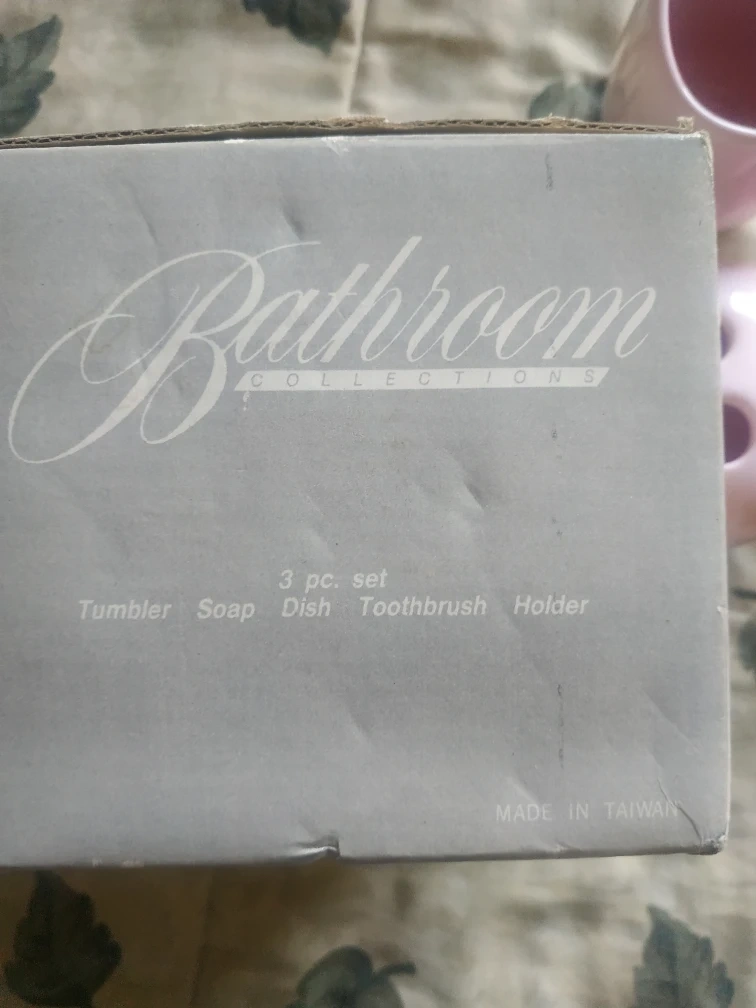 Bathroom
COLLECTIONS
3 pc. set
Tumbler Soap Dish Toothbrush Holder
MADE IN TAIWAN